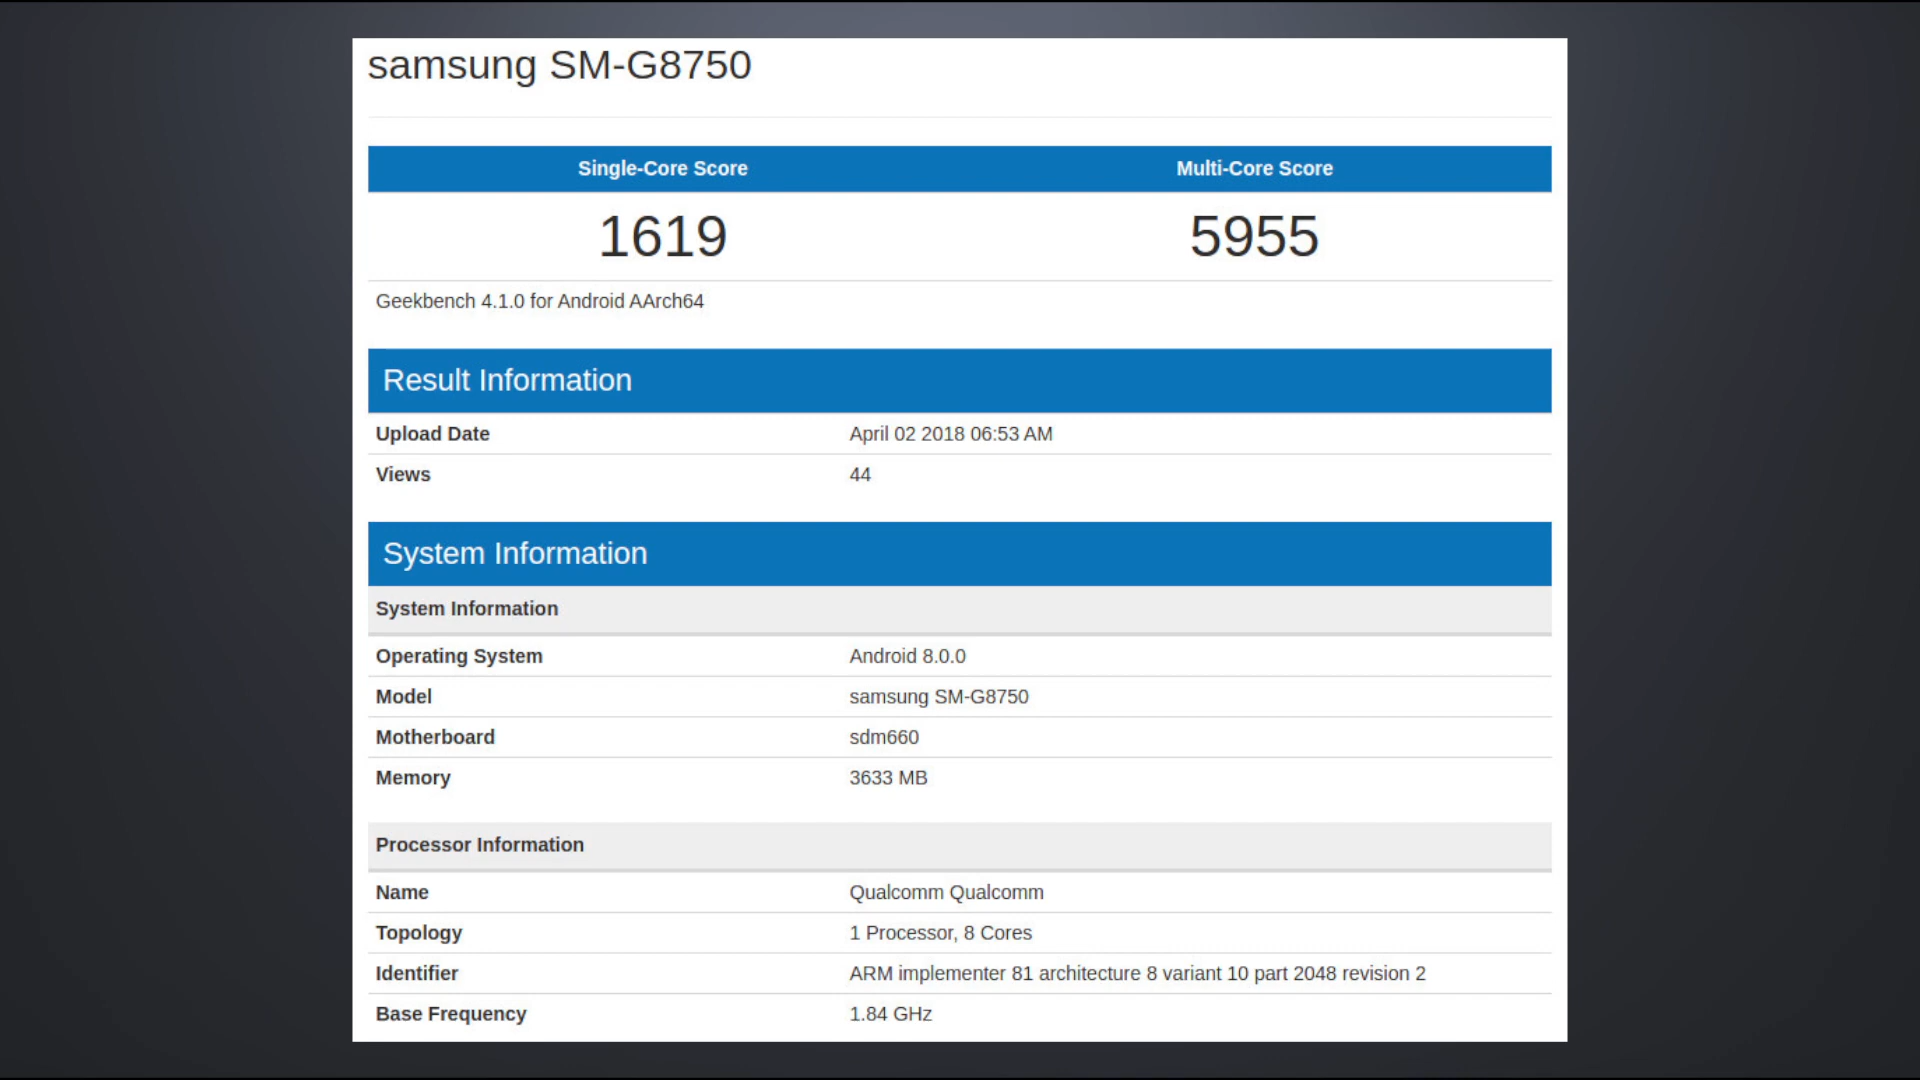 samsung SM-G8750
Single-Core Score Multi-Core Score
1619 5955
Geekbench 4.1.0 for Android AArch64
Result Information
Upload Date April 02 2018 06:53 AM
Views 44
System Information
System Information
Operating System Android 8.0.0
Model samsung SM-G8750
Motherboard sdm660
Memory 3633 MB
Processor Information
Name Qualcomm Qualcomm
Topology 1 Processor, 8 Cores
Identifier ARM implementer 81 architecture 8 variant 10 part 2048 revision 2
Base Frequency 1.84 GHz